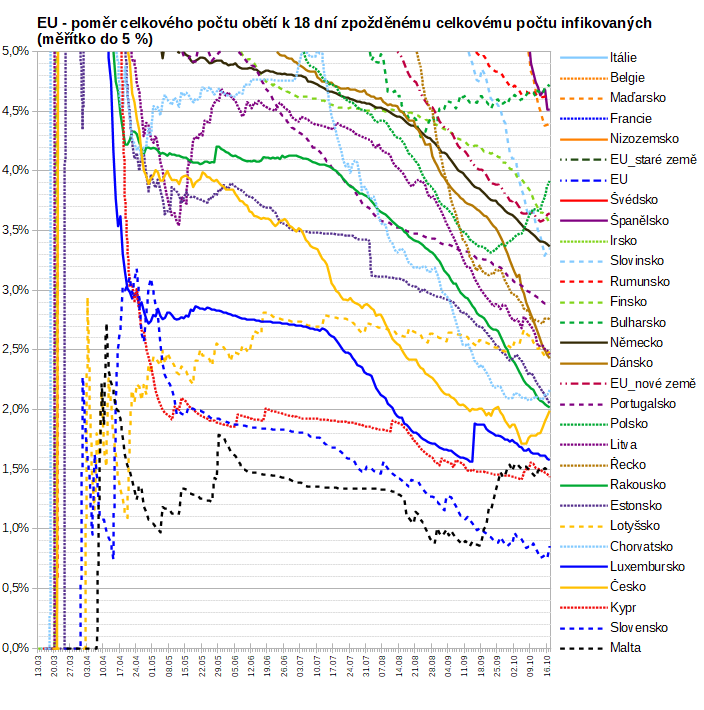 EU - poměr celkového počtu obětí k 18 dní zpožděnému celkovému počtu infikovaných
(měřítko do 5 %)
5,0%
4,5%
4,0%
3,5%
3,0%
2,5%
2,0%
1,5%
1,0%
0,5%
0,0%
13.03
20.03
27.03
03.04
10.04
17.04
24.04
01.05
08.05
15.05
22.05
29.05
05.06
12.06
19.06
26.06
03.07
10.07
17.07
24.07
31.07
07.08
14.08
21.08
28.08
04.09
11.09
18.09
25.09
02.10
09.10
16.10
Itálie
Belgie
Maďarsko
Francie
Nizozemsko
EU_staré země
EU
Švédsko
Španělsko
Irsko
Slovinsko
Rumunsko
Finsko
Bulharsko
Německo
Dánsko
EU_nové země
Portugalsko
Polsko
Litva
Řecko
Rakousko
Estonsko
Lotyšsko
Chorvatsko
Luxembursko
Česko
Kypr
Slovensko
Malta